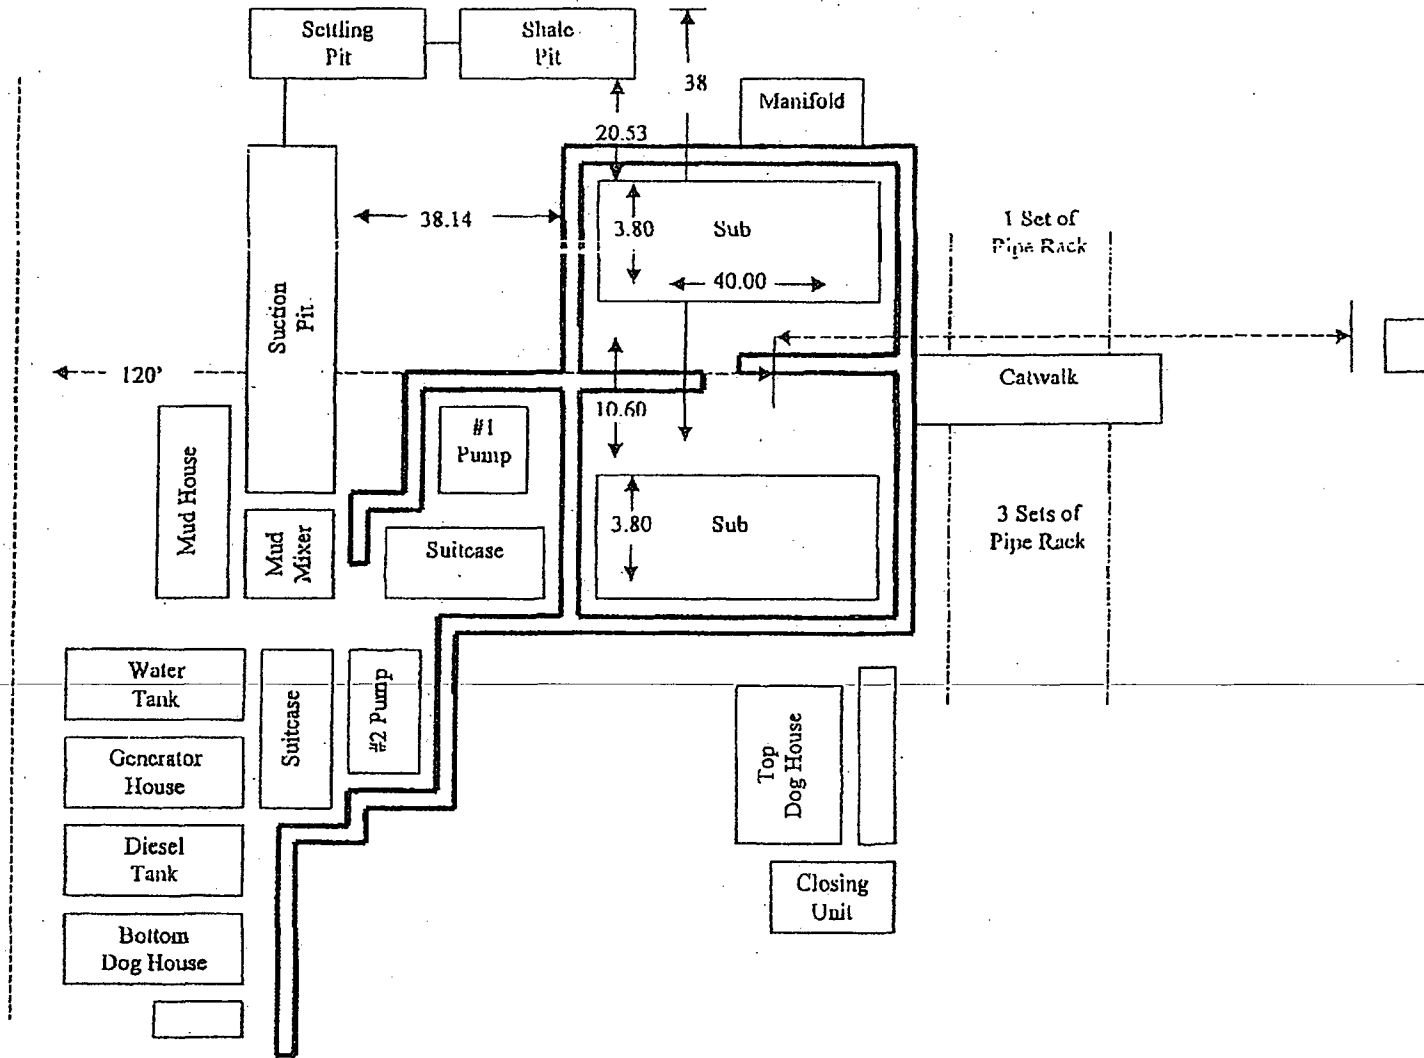 Settling
Pit
Shale
Pit
38
Manifold
20.53
38.14
3.80
Sub
1 Set of
Pipe Rack
40.00
Suction
Pit
120'
Catwalk
10.60
#1
Pump
Mud House
Mud
Mixer
Suitcase
3.80
Sub
3 Sets of
Pipe Rack
Water
Tank
Suitcase
#2 Pump
Generator
House
Top
Dog House
Diesel
Tank
Closing
Unit
Bottom
Dog House